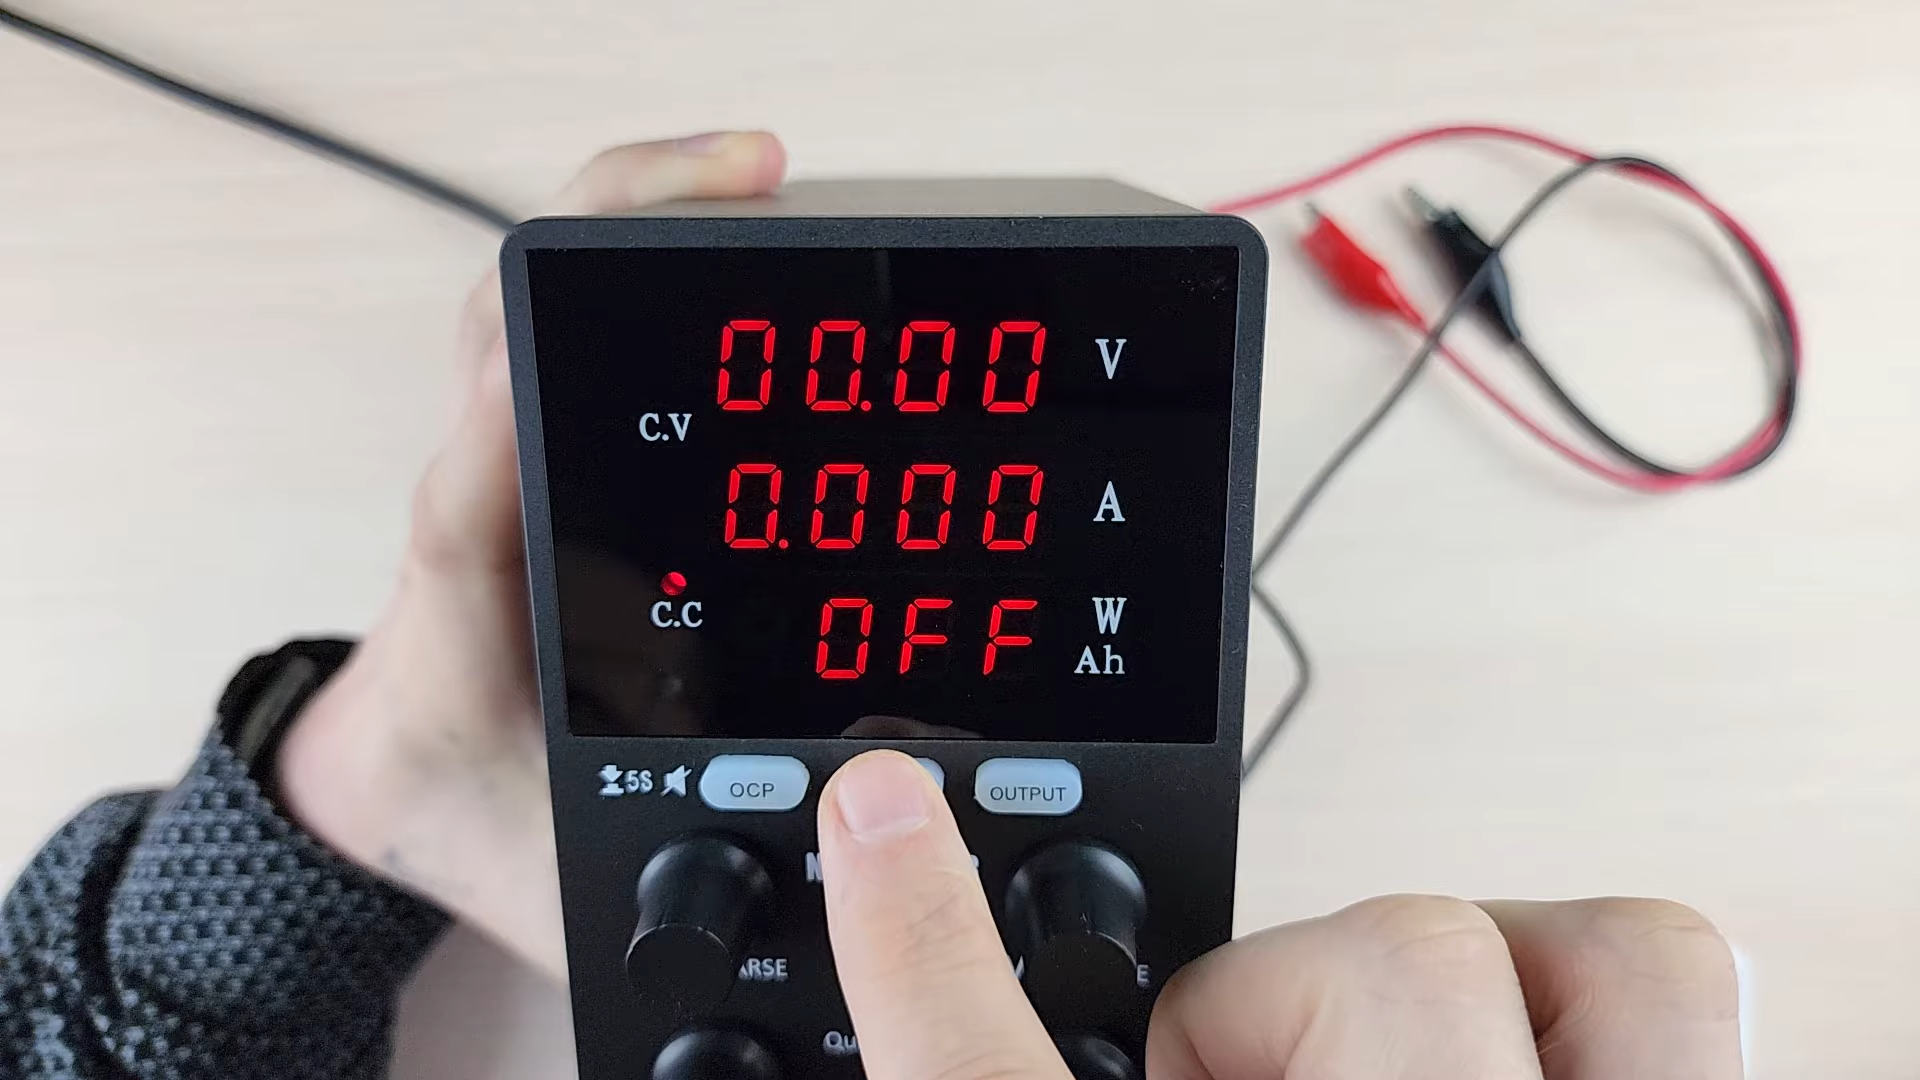 00.00 V
C.V
0.000 A
C.C
OFF W
Ah
5S OCP OUTPUT